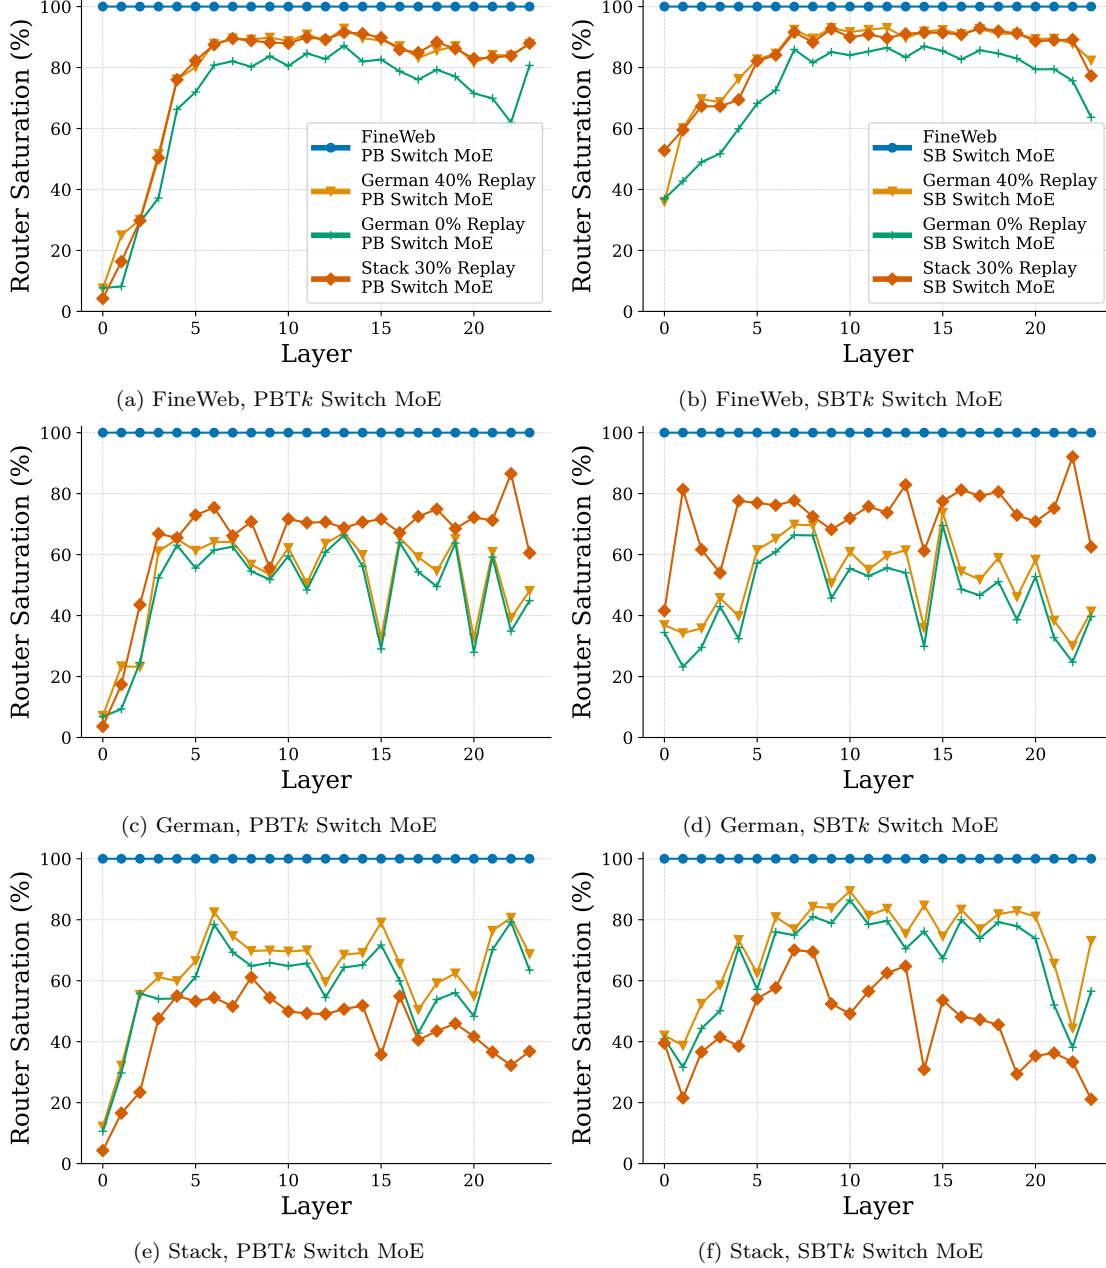 100
80
60
40
20
0
Router Saturation (%)
0 5 10 15 20
Layer
FineWeb
PB Switch MoE
German 40% Replay
PB Switch MoE
German 0% Replay
PB Switch MoE
Stack 30% Replay
PB Switch MoE
(a) FineWeb, PBTk Switch MoE
100
80
60
40
20
0
Router Saturation (%)
0 5 10 15 20
Layer
FineWeb
SB Switch MoE
German 40% Replay
SB Switch MoE
German 0% Replay
SB Switch MoE
Stack 30% Replay
SB Switch MoE
(b) FineWeb, SBTk Switch MoE
100
80
60
40
20
0
Router Saturation (%)
0 5 10 15 20
Layer
(c) German, PBTk Switch MoE
100
80
60
40
20
0
Router Saturation (%)
0 5 10 15 20
Layer
(d) German, SBTk Switch MoE
100
80
60
40
20
0
Router Saturation (%)
0 5 10 15 20
Layer
(e) Stack, PBTk Switch MoE
100
80
60
40
20
0
Router Saturation (%)
0 5 10 15 20
Layer
(f) Stack, SBTk Switch MoE